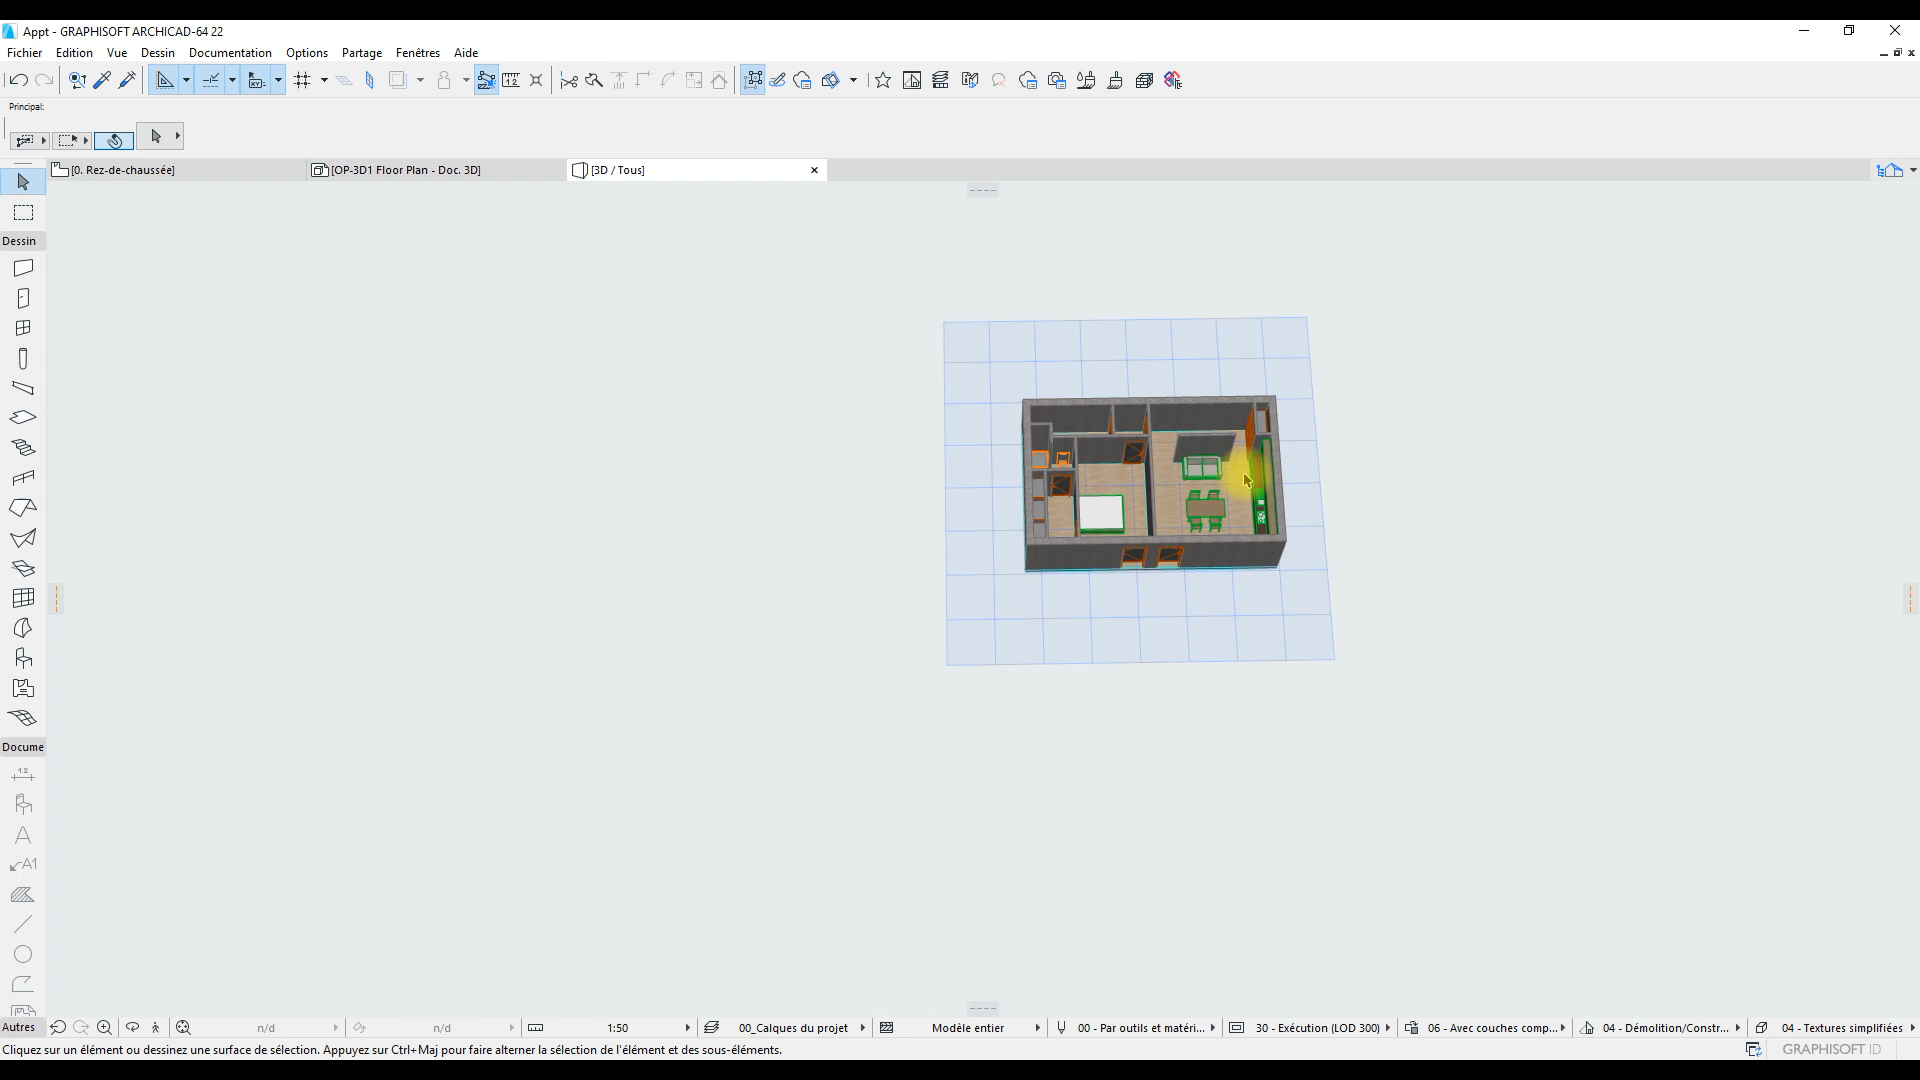 Appt - GRAPHISOFT ARCHICAD-64 22
Fichier Edition Vue Dessin Documentation Options Partage Fenêtres Aide
Principal:
[0. Rez-de-chaussée] [OP-3D1 Floor Plan - Doc. 3D] [3D / Tous]
Dessin
Docume
1.2
A
A1
Autres n/d n/d 1:50 00_Calques du projet Modèle entier 00 - Par outils et matéri... 30 - Exécution (LOD 300) 06 - Avec couches comp... 04 - Démolition/Constr... 04 - Textures simplifiées
Cliquez sur un élément ou dessinez une surface de sélection. Appuyez sur Ctrl+Maj pour faire alterner la sélection de l'élément et des sous-éléments. GRAPHISOFT ID